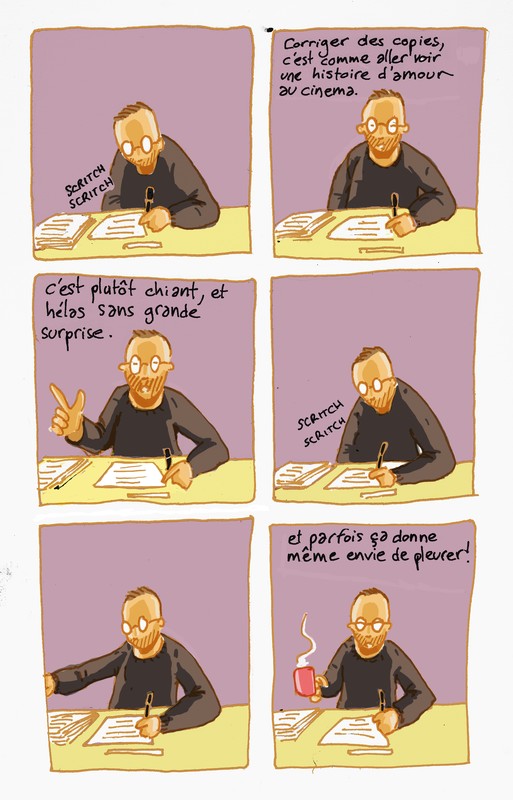 SCRITCH
SCRITCH
Corriger des copies,
c'est comme aller voir
une histoire d'amour
au cinema.
c'est plutôt chiant, et
hélas sans grande
surprise.
SCRITCH
SCRITCH
et parfois ça donne
même envie de pleurer!